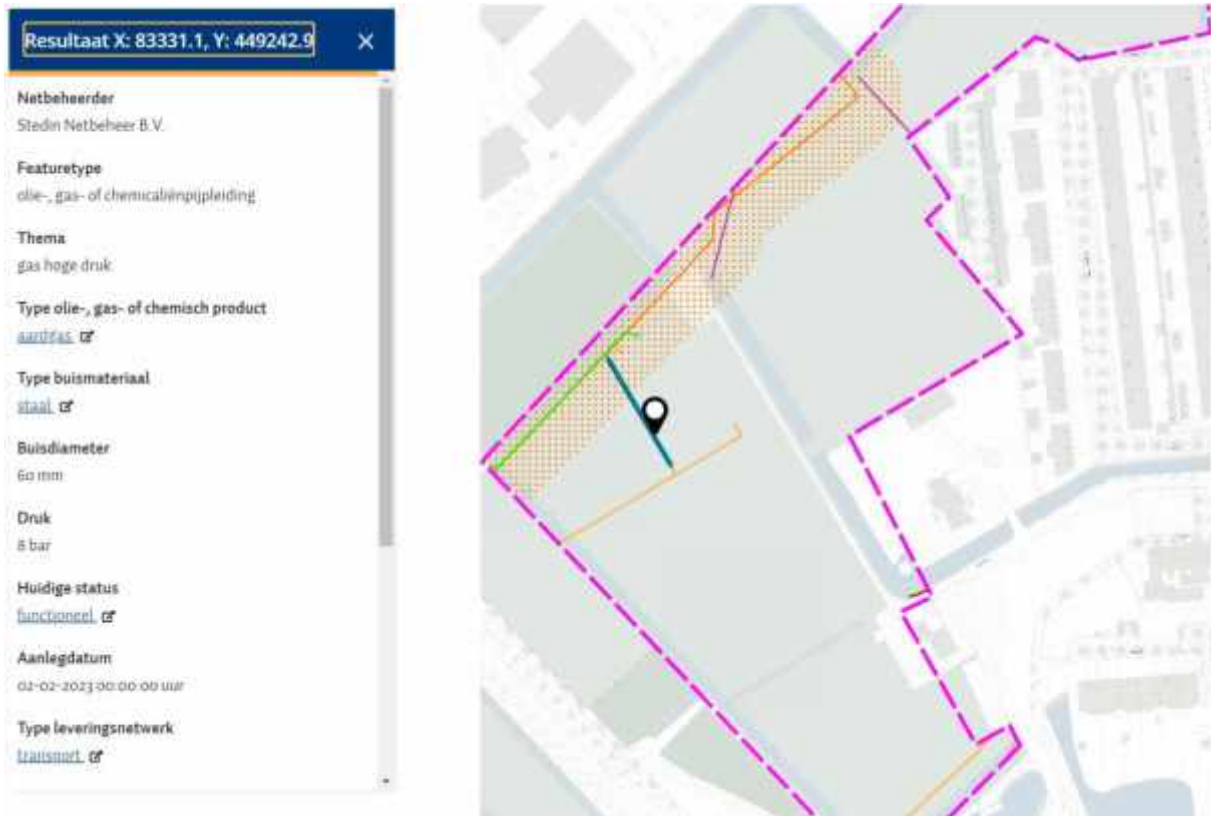 Resultaat X: 83331.1, Y: 449242.9
Netbeheerder
Stedin Netbeheer B.V.
Featuretype
olie-, gas- of chemicaliënpijpleiding
Thema
gas hoge druk
Type olie-, gas- of chemisch product
aardgas
Type buismateriaal
staal
Buisdiameter
60 mm
Druk
8 bar
Huidige status
functioneel
Aanlegdatum
02-02-2023 00:00:00 uur
Type leveringsnetwerk
transport